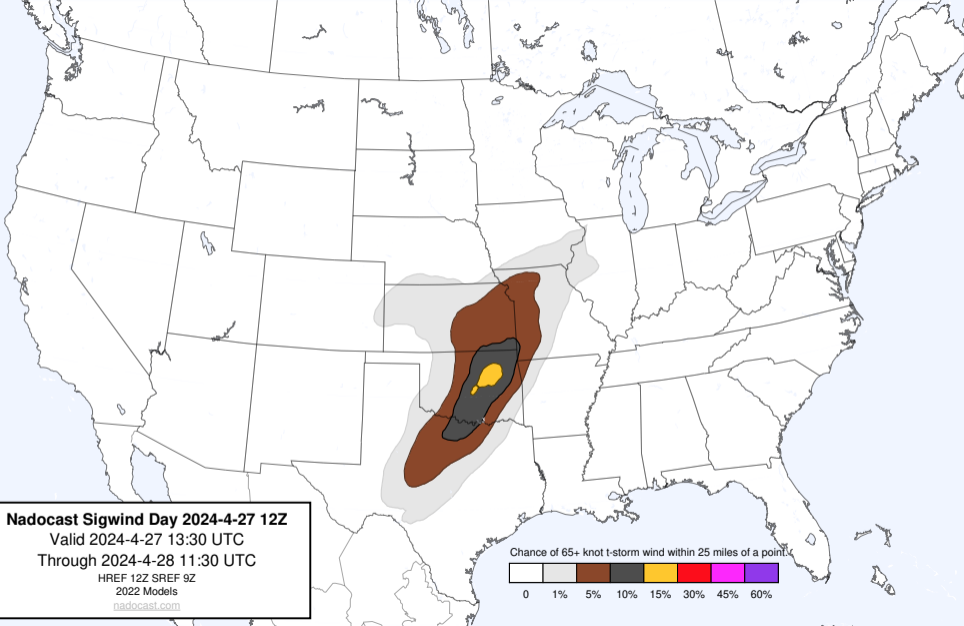 Nadocast Sigwind Day 2024-4-27 12Z
Valid 2024-4-27 13:30 UTC
Through 2024-4-28 11:30 UTC
HREF 12Z SREF 9Z
2022 Models
nadocast.com
Chance of 65+ knot t-storm wind within 25 miles of a point.
0 1% 5% 10% 15% 30% 45% 60%